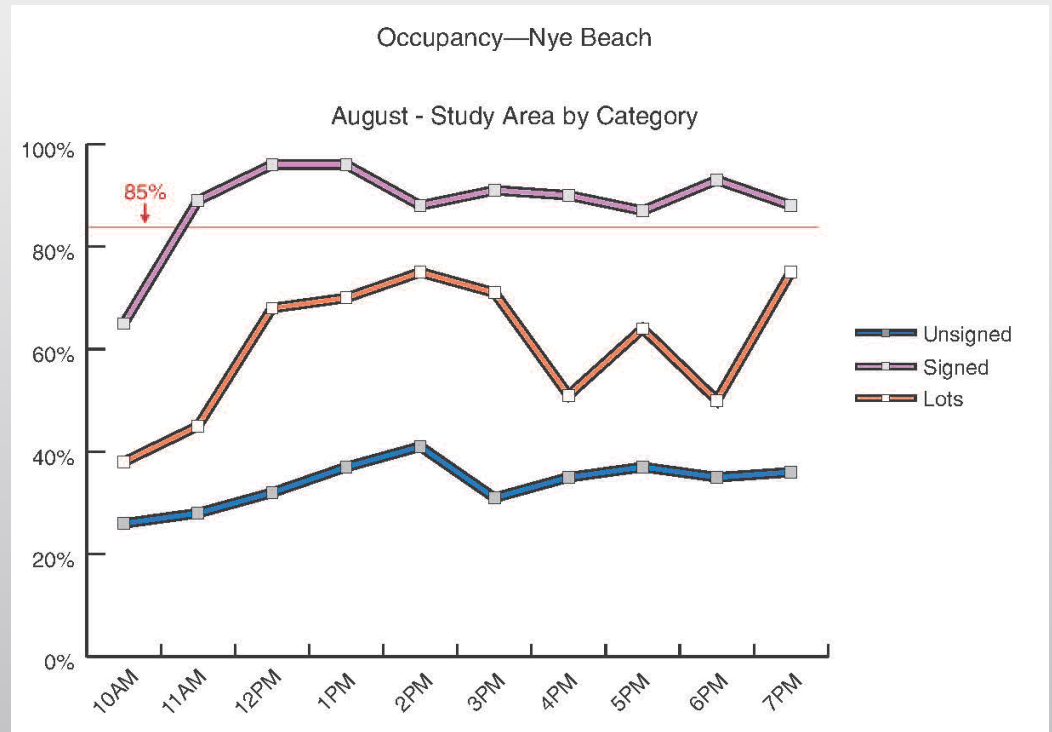 Occupancy—Nye Beach
August - Study Area by Category
100%
85%
80%
60%
40%
20%
0%
10AM
11AM
12PM
1PM
2PM
3PM
4PM
5PM
6PM
7PM
Unsigned
Signed
Lots